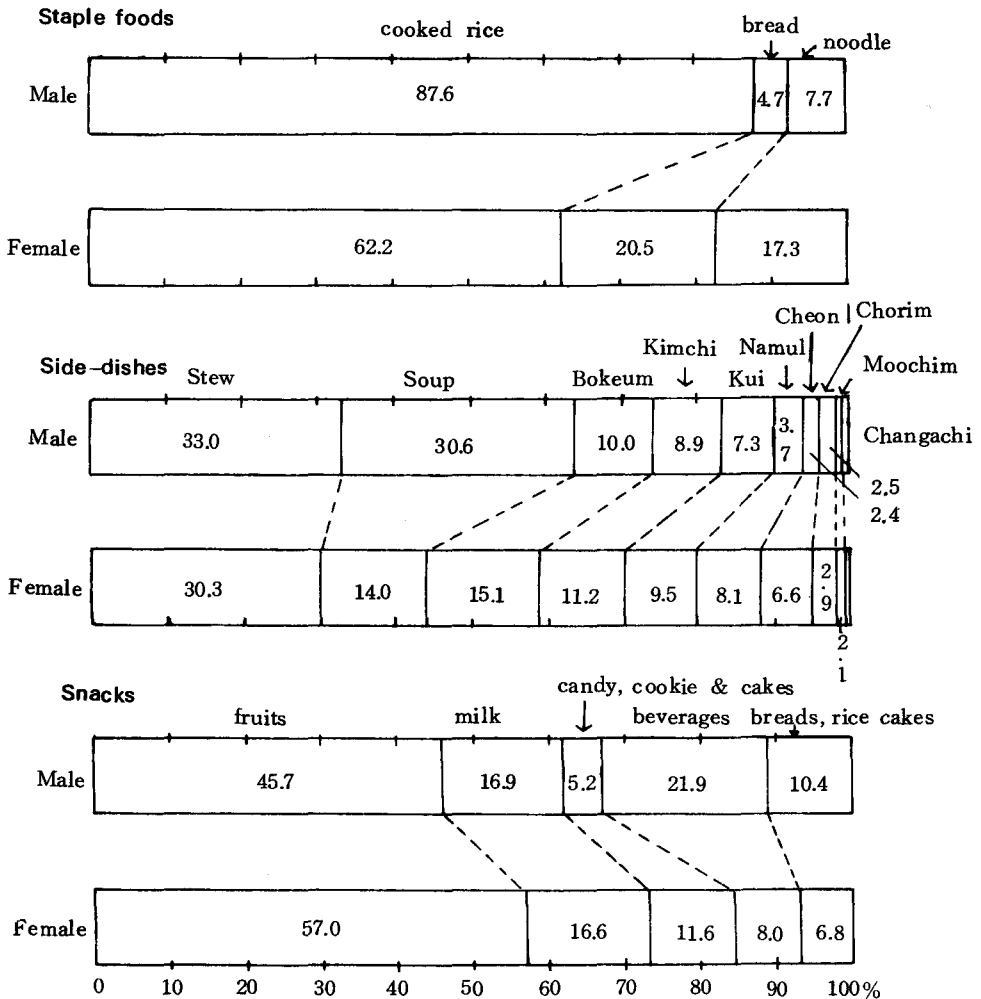 Staple foods
cooked rice
bread
noodle
Male 87.6 4.7 7.7
Female 62.2 20.5 17.3
Cheon Chorim
Side-dishes
Kimchi Namul Moochim
Stew Soup Bokeum Kui
Male 33.0 30.6 10.0 8.9 7.3 3.7 Changachi
2.5
2.4
Female 30.3 14.0 15.1 11.2 9.5 8.1 6.6 2.9
2.1
Snacks
candy, cookie & cakes
fruits milk beverages breads, rice cakes
Male 45.7 16.9 5.2 21.9 10.4
Female 57.0 16.6 11.6 8.0 6.8
0 10 20 30 40 50 60 70 80 90 100%